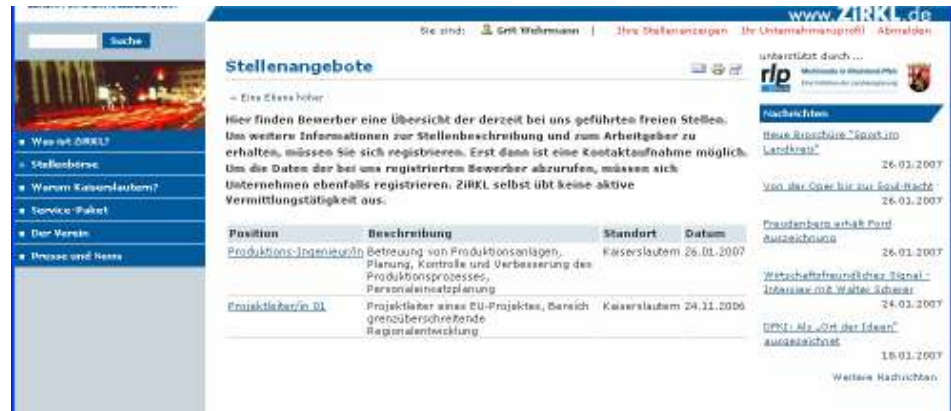 www.ZiRKL.de
Sie sind: Grit Wehrmann | Ihre Stellenanzeigen Ihr Unternehmensprofil Abmelden
Suche
Stellenangebote
Eine Ebene höher
Hier finden Bewerber eine Übersicht der derzeit bei uns geführten freien Stellen.
Um weitere Informationen zur Stellenbeschreibung und zum Arbeitgeber zu
erhalten, müssen Sie sich registrieren. Erst dann ist eine Kontaktaufnahme möglich.
Um die Daten der bei uns registrierten Bewerber abzurufen, müssen sich
Unternehmen ebenfalls registrieren. ZiRKL selbst übt keine aktive
Vermittlungstätigkeit aus.
Was ist ZiRKL?
Stellenbörse
Warum Kaiserslautern?
Service-Paket
Der Verein
Presse und News
Position Beschreibung Standort Datum
Produktions-Ingenieur/in Betreuung von Produktionsanlagen, Kaiserslautern 26.01.2007
Planung, Kontrolle und Verbesserung des
Produktionsprozesses,
Personaleinsatzplanung
Projektleiter/in 01 Projektleiter eines EU-Projektes, Bereich Kaiserslautern 24.11.2006
grenzüberschreitende
Regionalentwicklung
unterstützt durch ...
rlp
Multimedia in Rheinland-Pfalz
Eine Initiative der Landesregierung
Nachrichten
Neue Broschüre "Sport im
Landkreis"
26.01.2007
Von der Oper bis zur Soul-Nacht
26.01.2007
Freudenberg erhält Ford
Auszeichnung
26.01.2007
Wirtschaftsfreundliches Signal -
Interview mit Walter Scherer
24.01.2007
DFKI: Als „Ort der Ideen"
ausgezeichnet
18.01.2007
Weitere Nachrichten